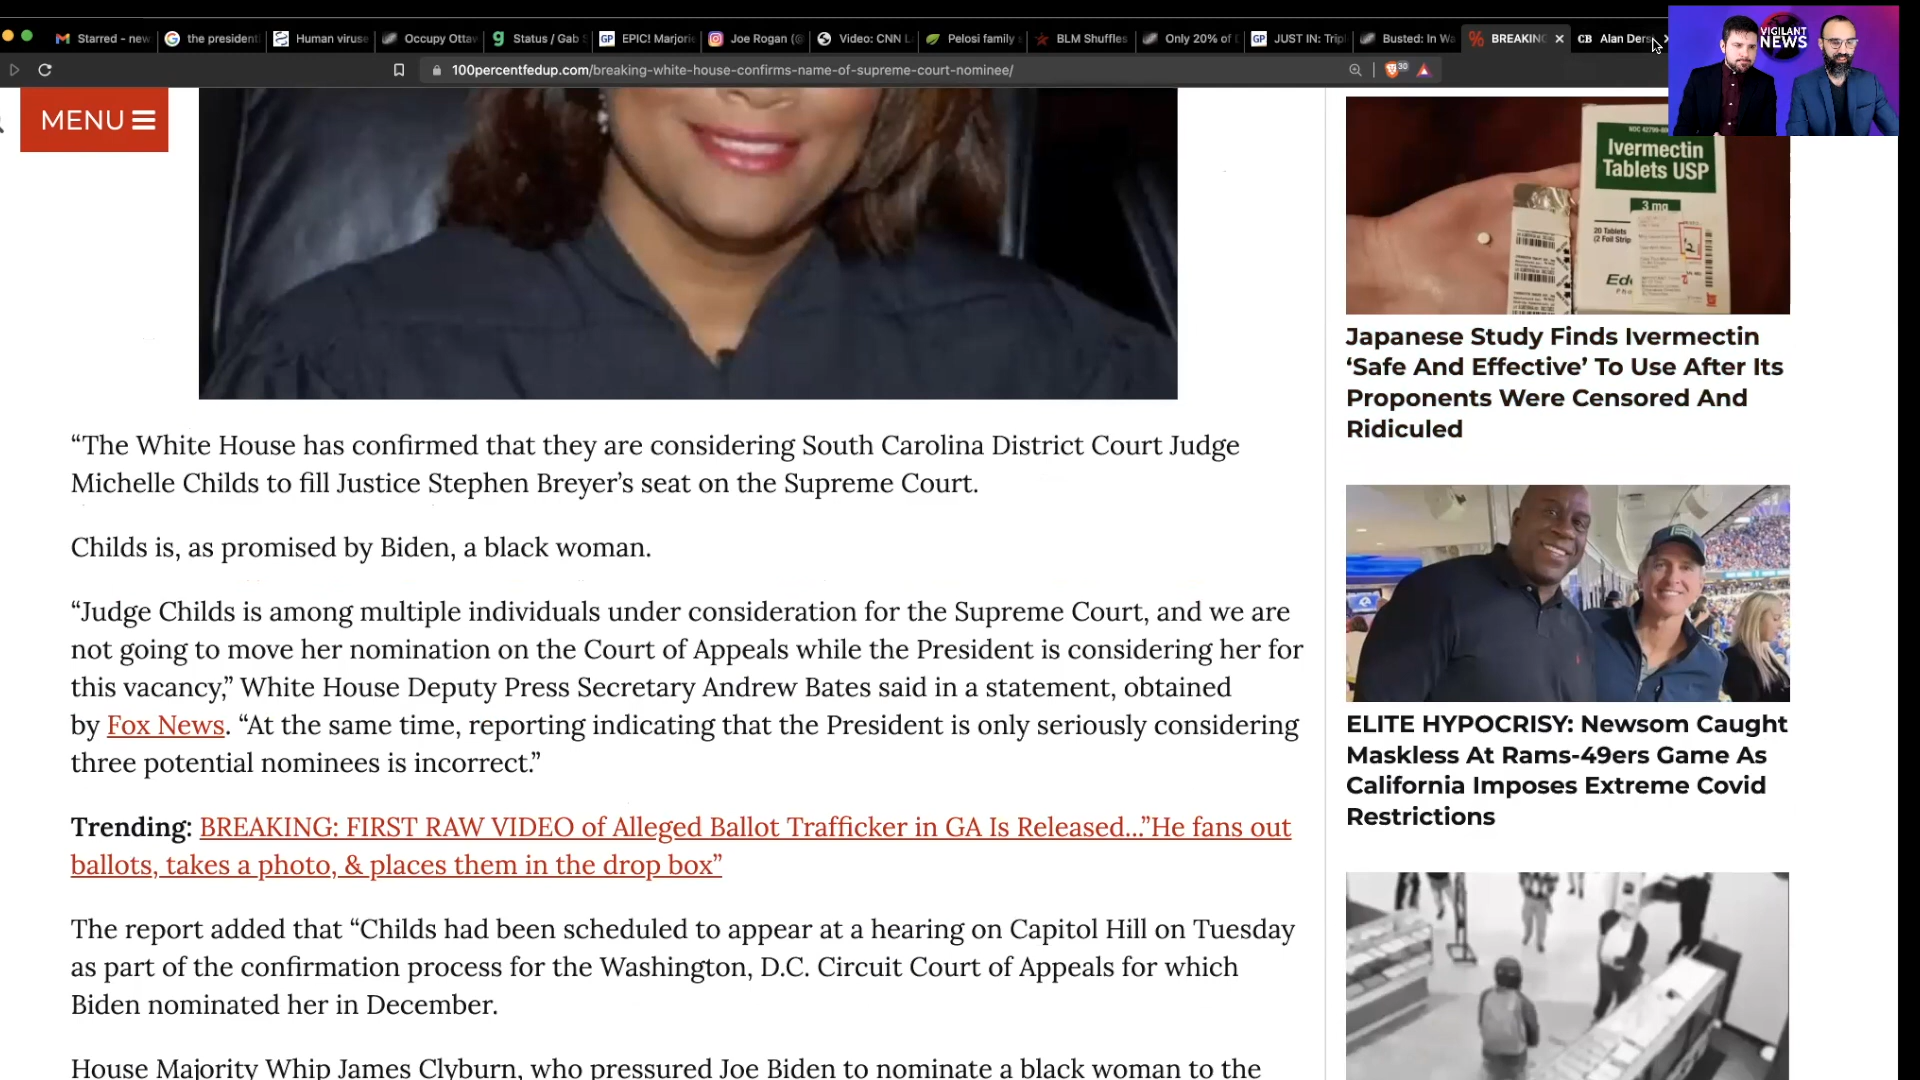 Starred - new
the president
Human viruse
Occupy Ottav
Status / Gab S
EPIC! Marjorie
Joe Rogan (@
Video: CNN L
Pelosi family s
BLM Shuffles
Only 20% of D
JUST IN: Trip
Busted: In Wa
BREAKING
CB Alan Ders
VIGILANT
NEWS
100percentfedup.com/breaking-white-house-confirms-name-of-supreme-court-nominee/
30
MENU
“The White House has confirmed that they are considering South Carolina District Court Judge
Michelle Childs to fill Justice Stephen Breyer’s seat on the Supreme Court.
Childs is, as promised by Biden, a black woman.
“Judge Childs is among multiple individuals under consideration for the Supreme Court, and we are
not going to move her nomination on the Court of Appeals while the President is considering her for
this vacancy,” White House Deputy Press Secretary Andrew Bates said in a statement, obtained
by Fox News. “At the same time, reporting indicating that the President is only seriously considering
three potential nominees is incorrect.”
Trending: BREAKING: FIRST RAW VIDEO of Alleged Ballot Trafficker in GA Is Released...”He fans out
ballots, takes a photo, & places them in the drop box”
The report added that “Childs had been scheduled to appear at a hearing on Capitol Hill on Tuesday
as part of the confirmation process for the Washington, D.C. Circuit Court of Appeals for which
Biden nominated her in December.
House Majority Whip James Clyburn, who pressured Joe Biden to nominate a black woman to the
Ivermectin
Tablets USP
3 mg
20 Tablets
(2 Foil Strip
Japanese Study Finds Ivermectin
‘Safe And Effective’ To Use After Its
Proponents Were Censored And
Ridiculed
ELITE HYPOCRISY: Newsom Caught
Maskless At Rams-49ers Game As
California Imposes Extreme Covid
Restrictions